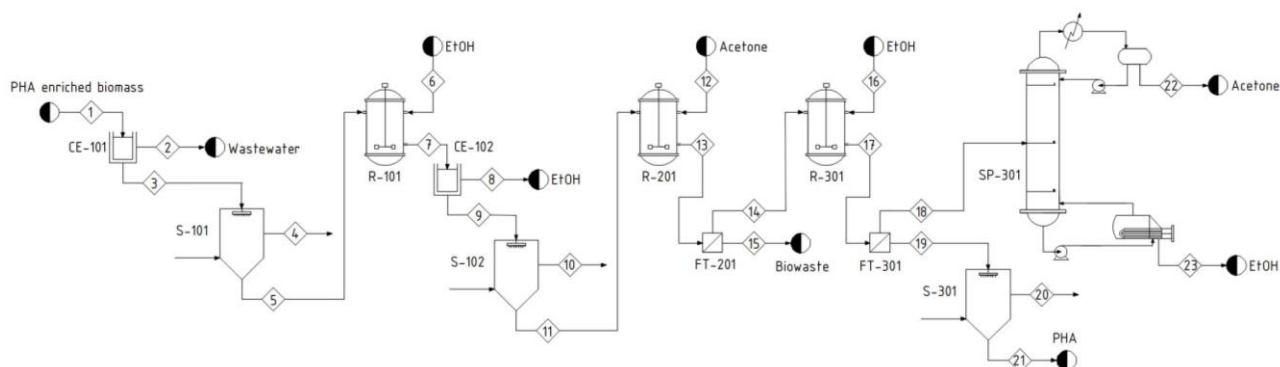 PHA enriched biomass
1
CE-101
2
Wastewater
3
S-101
4
5
EtOH
6
R-101
7
CE-102
8
EtOH
9
S-102
10
11
Acetone
12
R-201
13
14
FT-201
15
Biowaste
EtOH
16
R-301
17
18
FT-301
19
S-301
20
PHA
21
SP-301
22
Acetone
23
EtOH